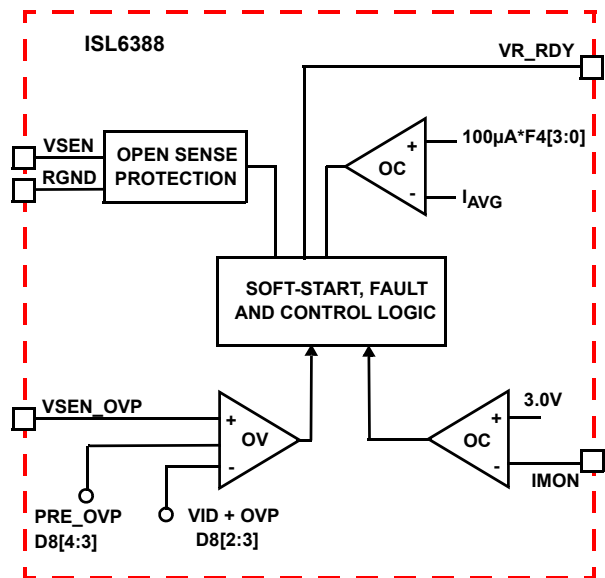 ISL6388
VR_RDY
VSEN
RGND
OPEN SENSE
PROTECTION
+
OC
-
100µA*F4[3:0]
IAVG
SOFT-START, FAULT
AND CONTROL LOGIC
VSEN_OVP
+
OV
-
PRE_OVP
D8[4:3]
VID + OVP
D8[2:3]
3.0V
+
OC
-
IMON